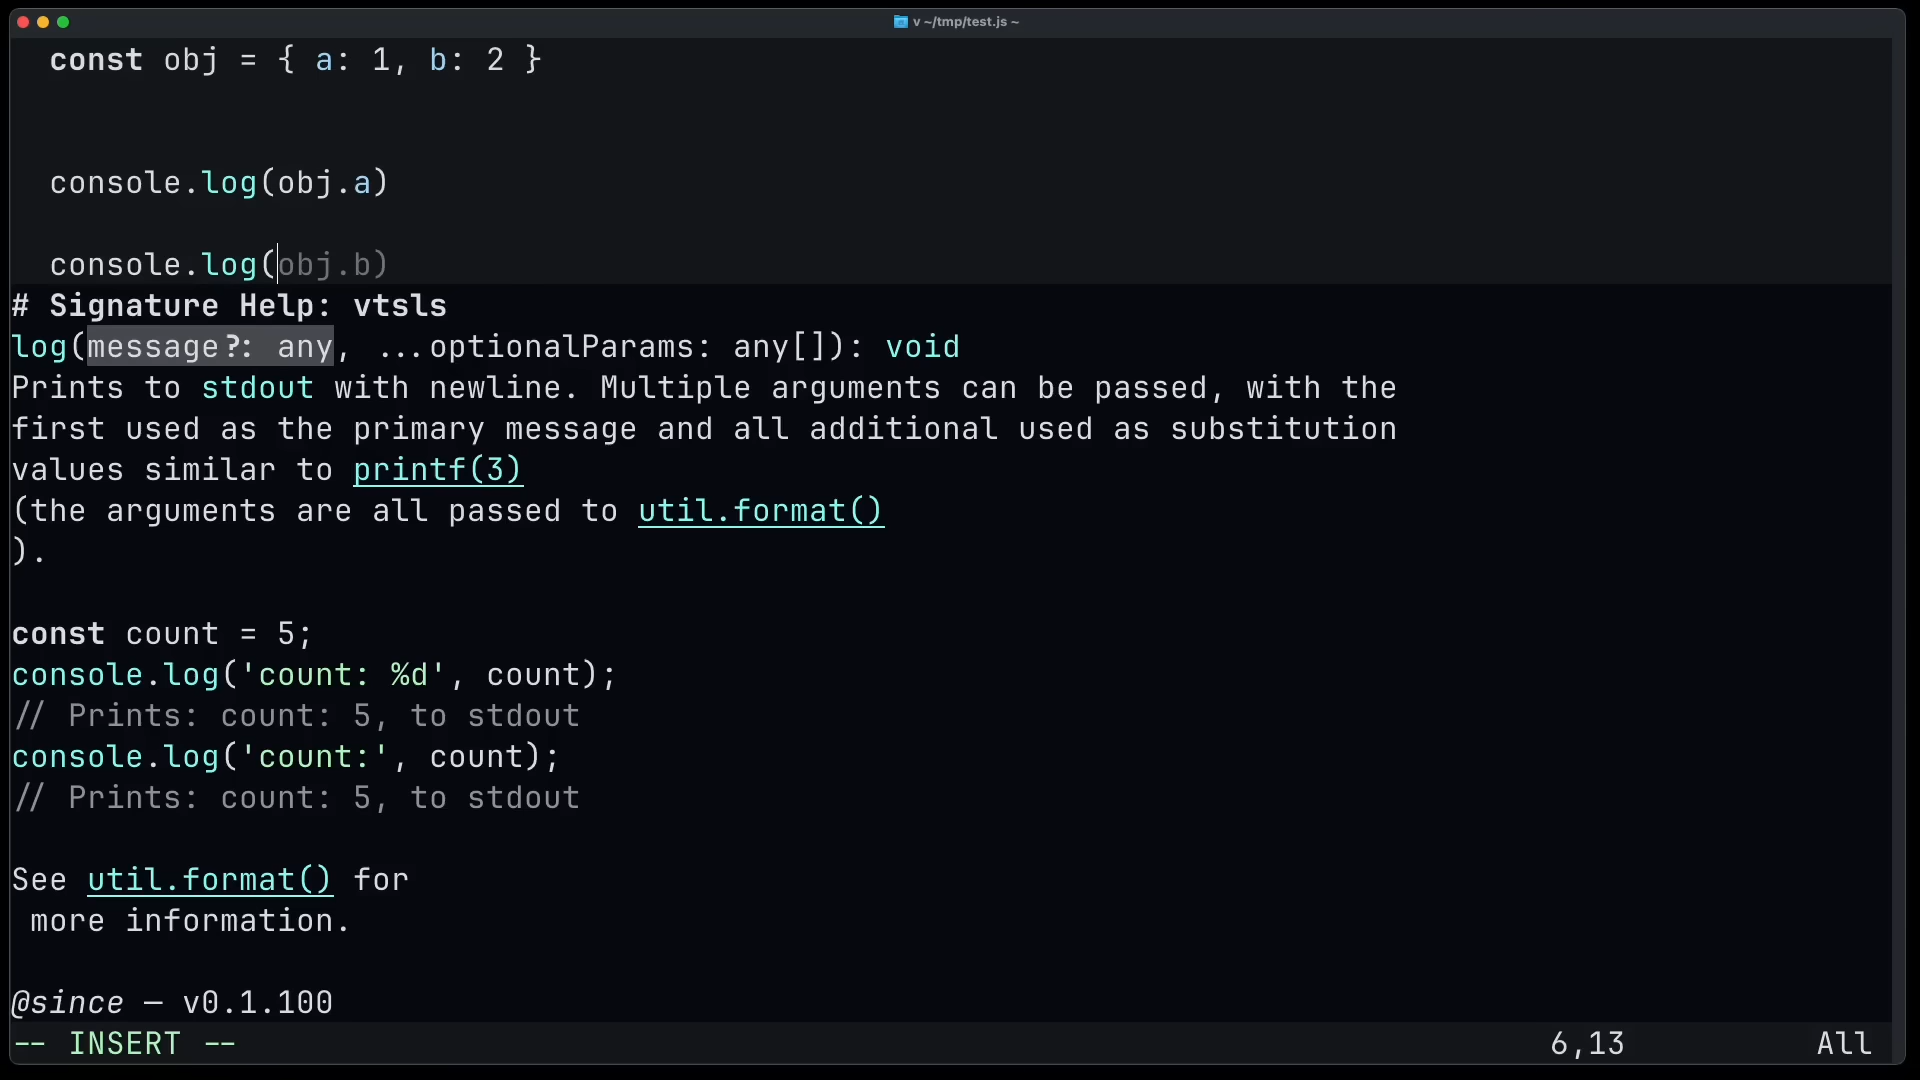 v ~/tmp/test.js ~
const obj = { a: 1, b: 2 }
console.log(obj.a)
console.log(obj.b)
# Signature Help: vtsls
log(message?: any, ...optionalParams: any[]): void
Prints to stdout with newline. Multiple arguments can be passed, with the
first used as the primary message and all additional used as substitution
values similar to printf(3)
(the arguments are all passed to util.format()
).
const count = 5;
console.log('count: %d', count);
// Prints: count: 5, to stdout
console.log('count:', count);
// Prints: count: 5, to stdout
See util.format() for
more information.
@since — v0.1.100
-- INSERT -- 6,13 All